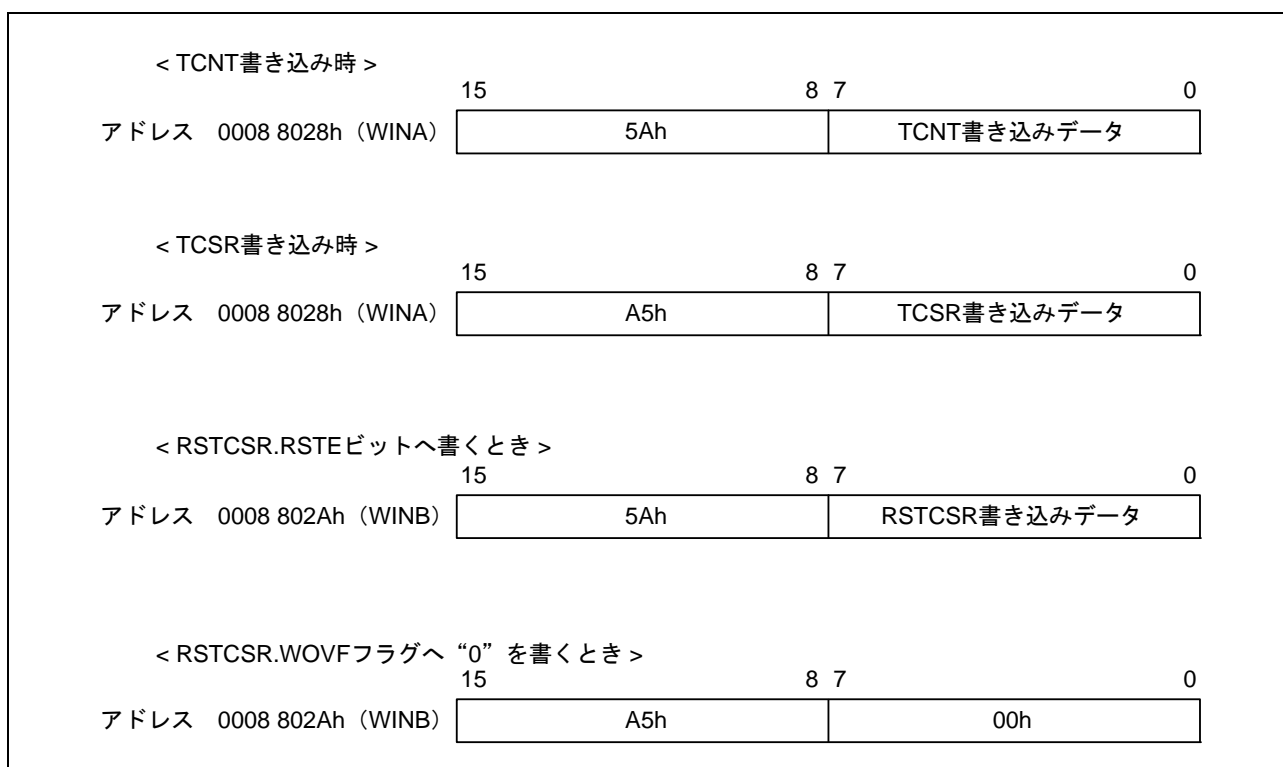 ＜TCNT書き込み時＞
15 8 7 0
アドレス 0008 8028h（WINA） 5Ah TCNT書き込みデータ
＜TCSR書き込み時＞
15 8 7 0
アドレス 0008 8028h（WINA） A5h TCSR書き込みデータ
＜RSTCSR.RSTEビットへ書くとき＞
15 8 7 0
アドレス 0008 802Ah（WINB） 5Ah RSTCSR書き込みデータ
＜RSTCSR.WOVFフラグへ“0”を書くとき＞
15 8 7 0
アドレス 0008 802Ah（WINB） A5h 00h